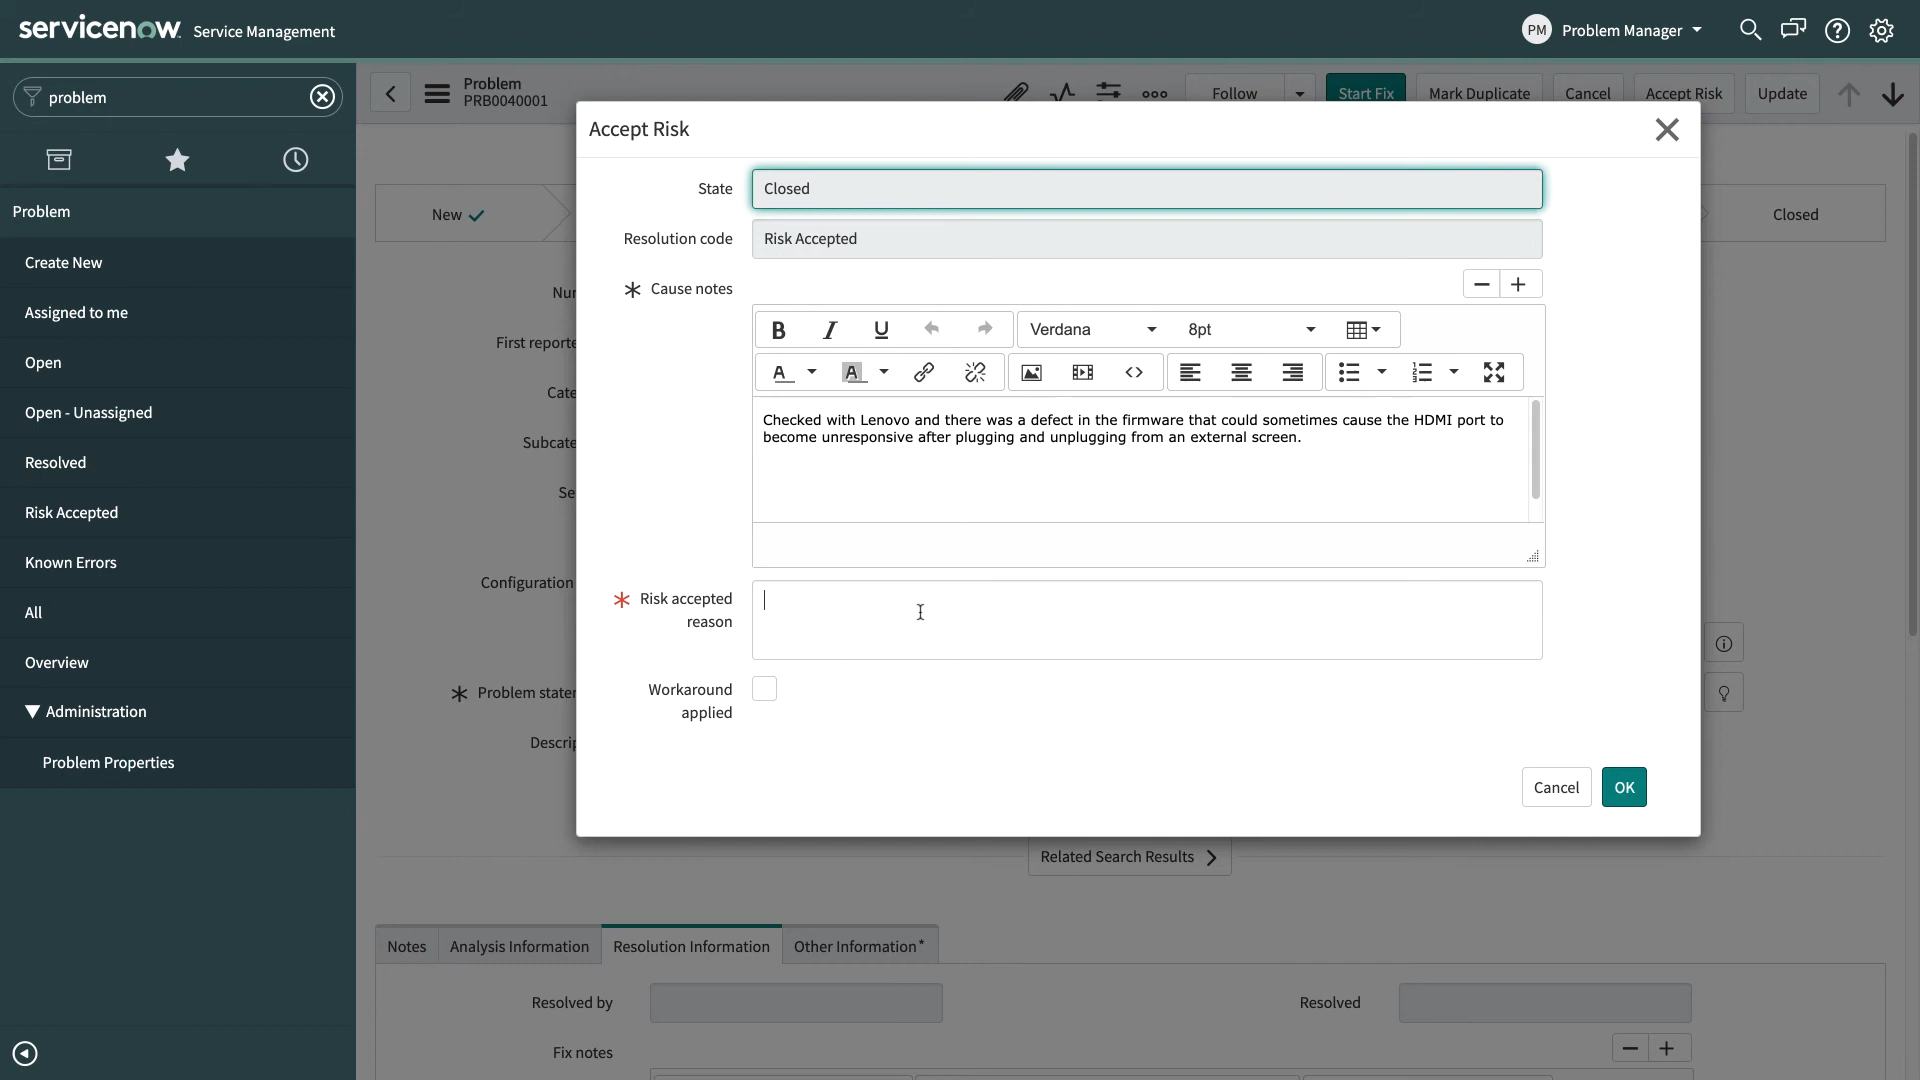 servicenow. Service Management
PM Problem Manager
problem
Problem
PRB0040001
Follow
Start Fix
Mark Duplicate
Cancel
Accept Risk
Update
Problem
Create New
Assigned to me
Open
Open - Unassigned
Resolved
Risk Accepted
Known Errors
All
Overview
Administration
Problem Properties
New
Closed
Num
First reporte
Cate
Subcate
Se
Configuration
Problem stater
Descrip
Accept Risk
State
Closed
Resolution code
Risk Accepted
Cause notes
B I U
Verdana
8pt
A A
Checked with Lenovo and there was a defect in the firmware that could sometimes cause the HDMI port to
become unresponsive after plugging and unplugging from an external screen.
Risk accepted
reason
Workaround
applied
Cancel
OK
Related Search Results
Notes
Analysis Information
Resolution Information
Other Information*
Resolved by
Resolved
Fix notes